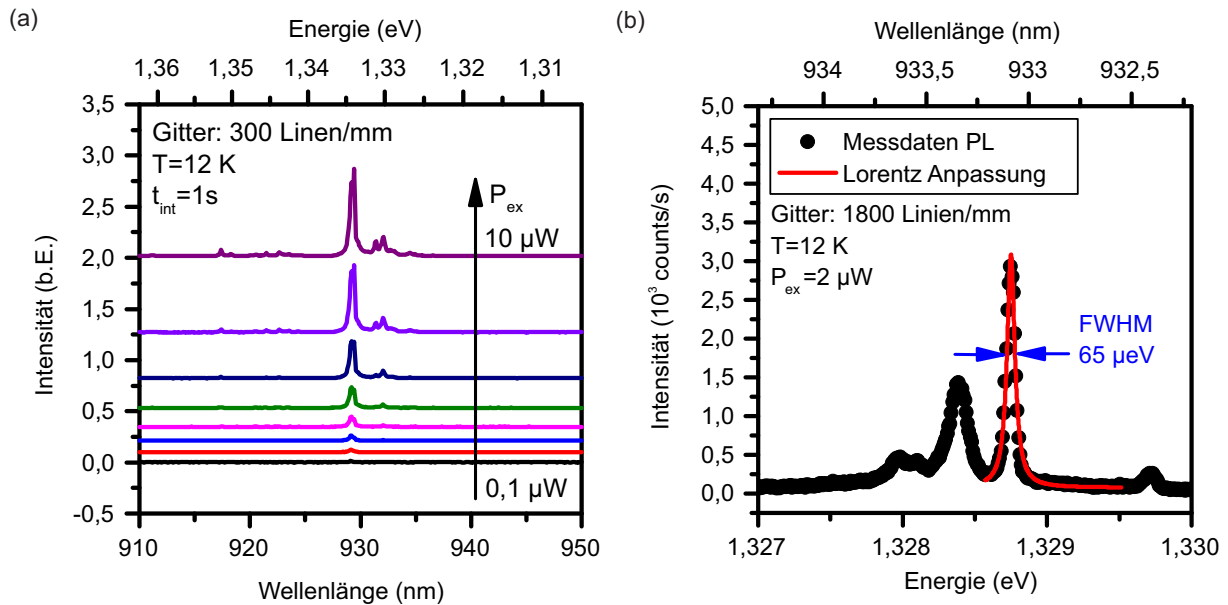 (a)
Energie (eV)
1,36 1,35 1,34 1,33 1,32 1,31
3,5
3,0
2,5
2,0
1,5
1,0
0,5
0,0
-0,5
Intensität (b.E.)
Gitter: 300 Linen/mm
T=12 K
t_int=1s
P_ex
10 µW
0,1 µW
910 920 930 940 950
Wellenlänge (nm)
(b)
Wellenlänge (nm)
934 933,5 933 932,5
5,0
4,5
4,0
3,5
3,0
2,5
2,0
1,5
1,0
0,5
0,0
Intensität (10³ counts/s)
Messdaten PL
Lorentz Anpassung
Gitter: 1800 Linien/mm
T=12 K
P_ex=2 µW
FWHM
65 µeV
1,327 1,328 1,329 1,330
Energie (eV)